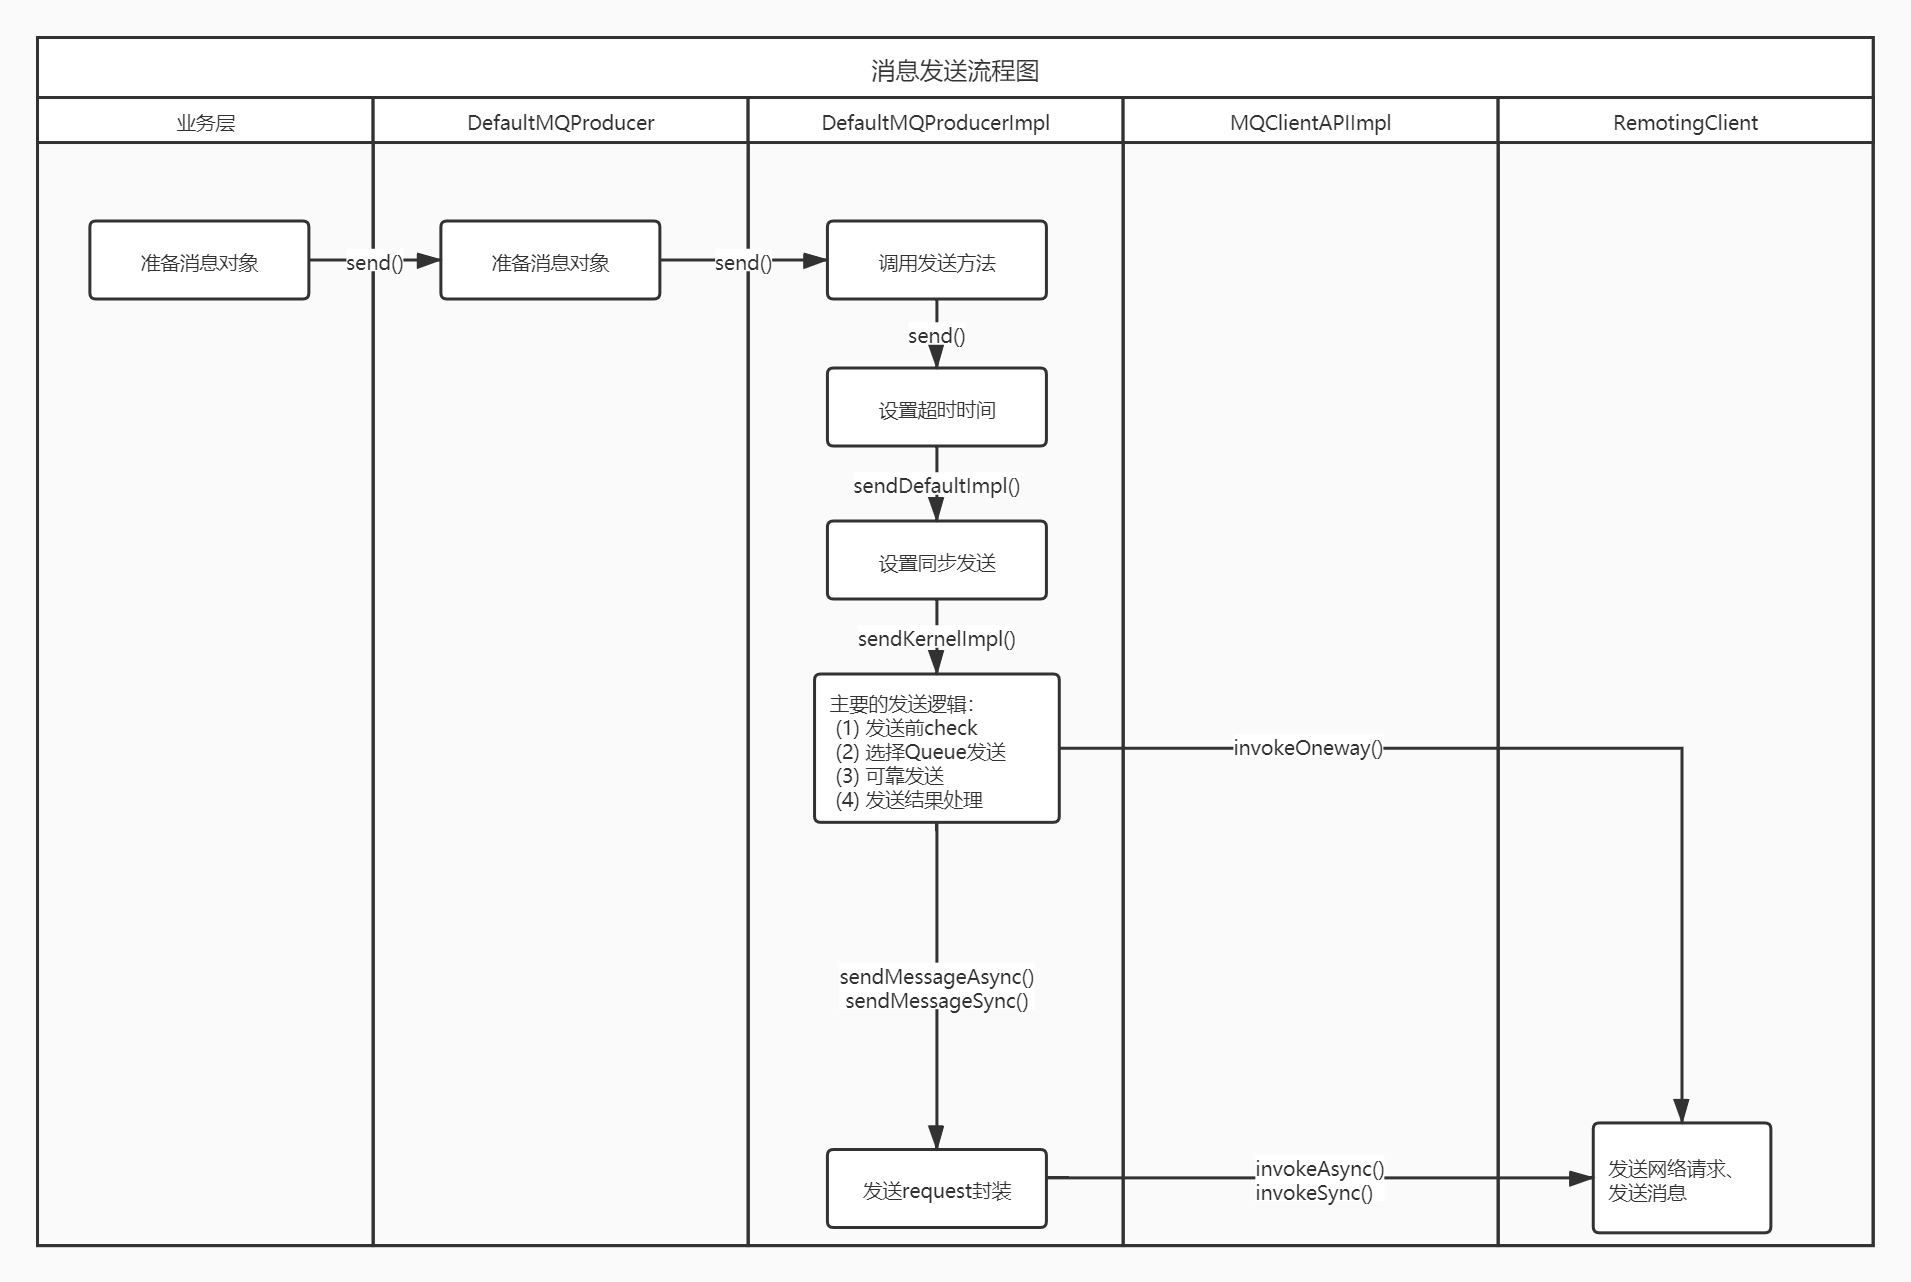 消息发送流程图
业务层
DefaultMQProducer
DefaultMQProducerImpl
MQClientAPIImpl
RemotingClient
准备消息对象
send()
准备消息对象
send()
调用发送方法
send()
设置超时时间
sendDefaultImpl()
设置同步发送
sendKernelImpl()
主要的发送逻辑：
(1) 发送前check
(2) 选择Queue发送
(3) 可靠发送
(4) 发送结果处理
invokeOneway()
sendMessageAsync()
sendMessageSync()
发送request封装
invokeAsync()
invokeSync()
发送网络请求、
发送消息